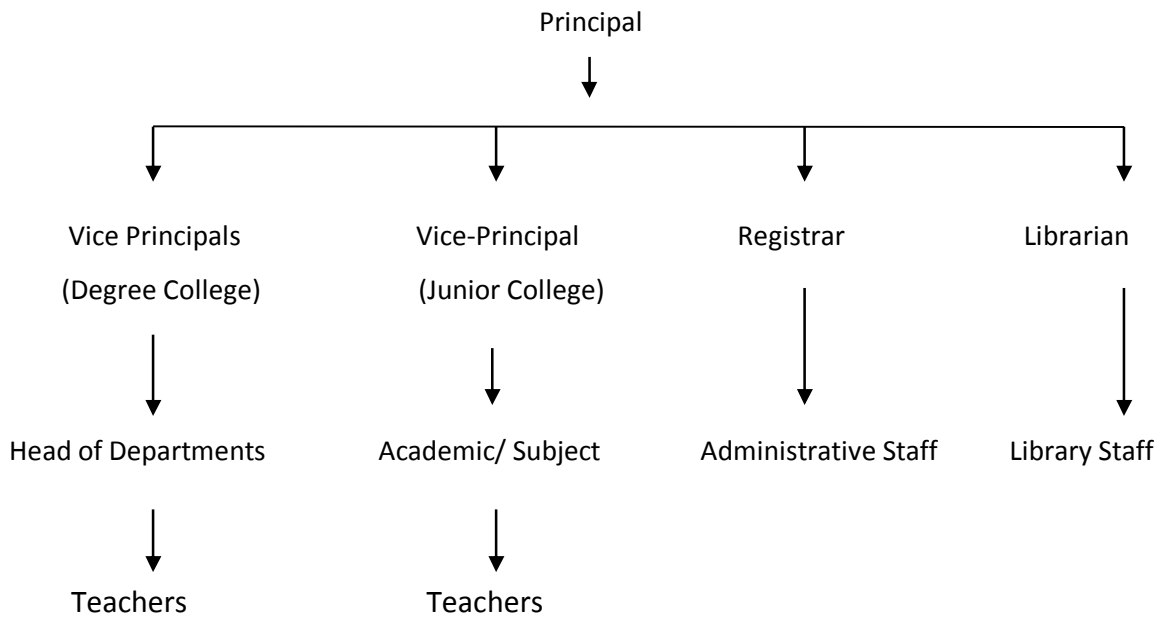 Principal
Vice Principals
(Degree College)
Vice-Principal
(Junior College)
Registrar
Librarian
Head of Departments
Academic/ Subject
Administrative Staff
Library Staff
Teachers
Teachers